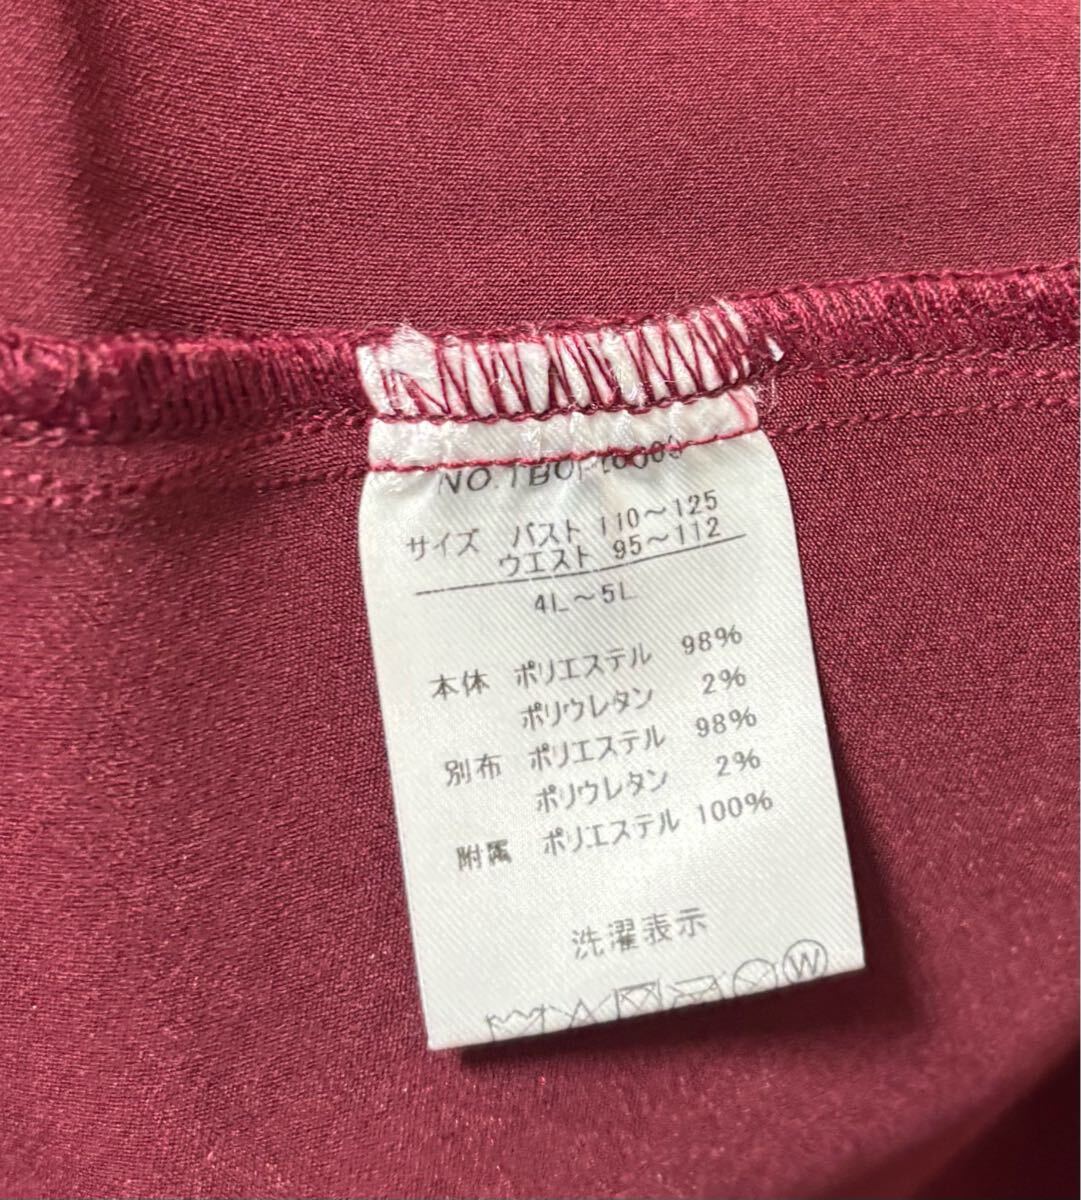 サイズ バスト 110～125
ウエスト 95～112
4L～5L
本体 ポリエステル 98%
ポリウレタン 2%
別布 ポリエステル 98%
ポリウレタン 2%
附属 ポリエステル 100%
洗濯表示
W